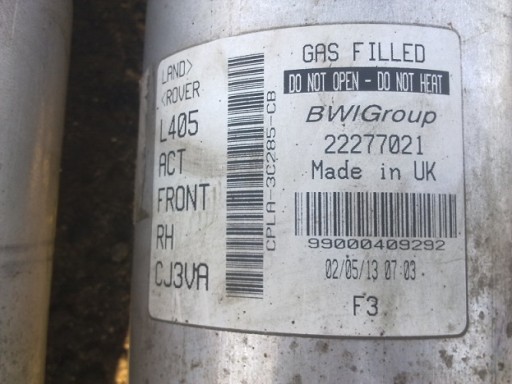 LAND>
<ROVER
L405
ACT
FRONT
RH
CJ3VA
CPLA-3C285-CB
GAS FILLED
DO NOT OPEN - DO NOT HEAT
BWIGroup
22277021
Made in UK
99000409292
02/05/13 07:03
F3